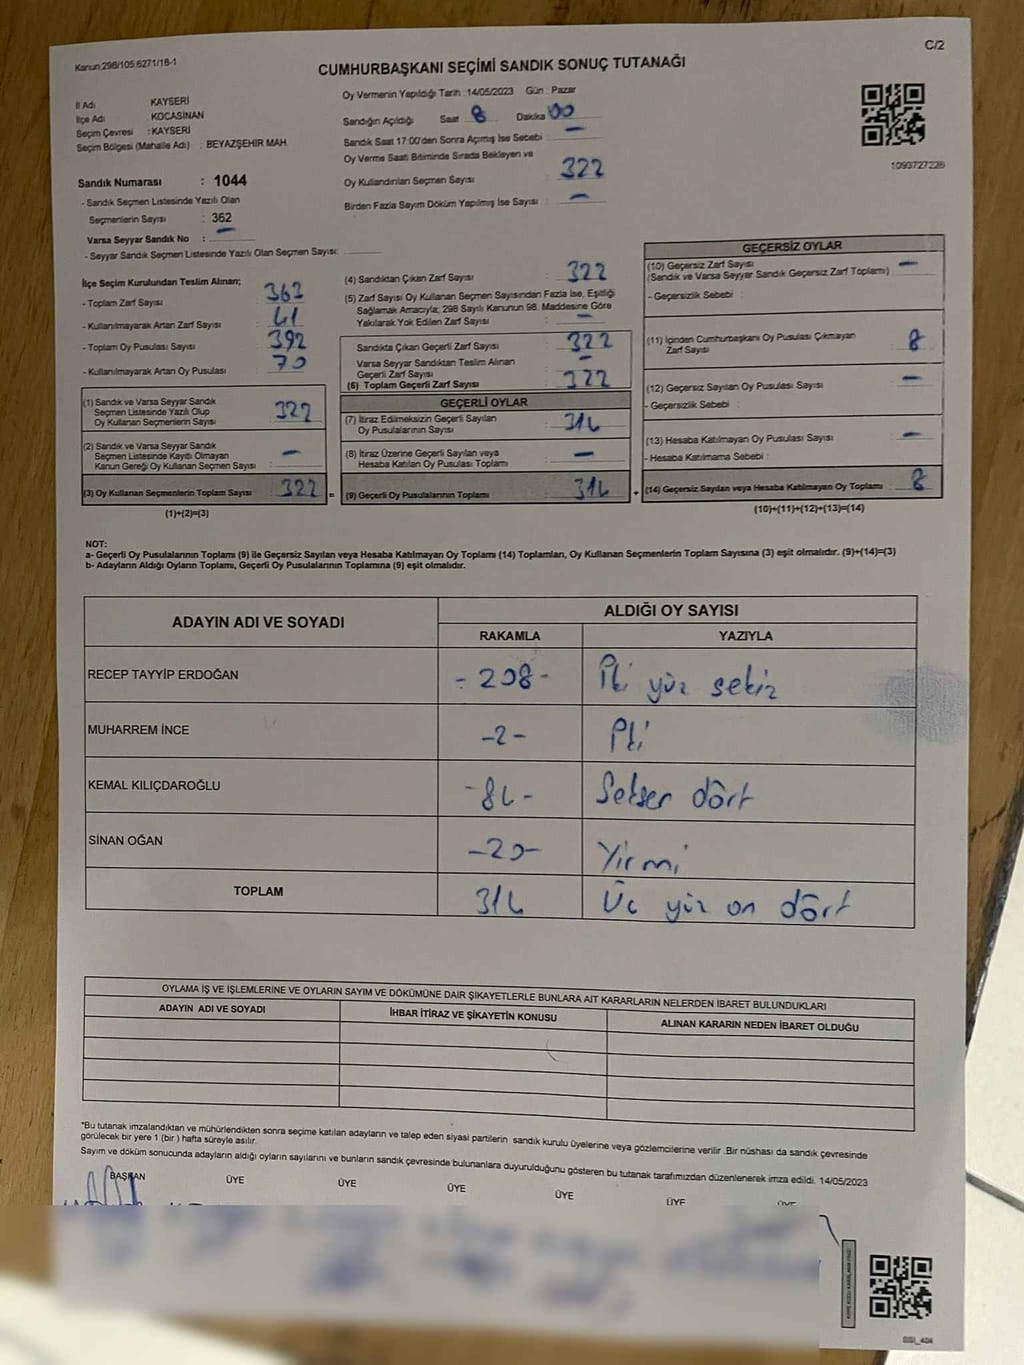 Kanun:298/105,6271/18-1
C/2
CUMHURBAŞKANI SEÇİMİ SANDIK SONUÇ TUTANAĞI
İl Adı KAYSERİ
İlçe Adı KOCASİNAN
Seçim Çevresi : KAYSERİ
Seçim Bölgesi (Mahalle Adı) : BEYAZŞEHİR MAH.
Sandık Numarası : 1044
- Sandık Seçmen Listesinde Yazılı Olan
Seçmenlerin Sayısı : 362
Varsa Seyyar Sandık No : -
- Seyyar Sandık Seçmen Listesinde Yazılı Olan Seçmen Sayısı:
Oy Vermenin Yapıldığı Tarih :14/05/2023 Gün : Pazar
Sandığın Açıldığı Saat 8 Dakika 00
Sandık Saat 17:00'den Sonra Açımış İse Sebebi : -
Oy Verme Saati Bitiminde Sırada Bekleyen ve
Oy Kullandırılan Seçmen Sayısı : 322
Birden Fazla Sayım Döküm Yapılmış İse Sayısı : -
1093727226
İlçe Seçim Kurulundan Teslim Alınan;
- Toplam Zarf Sayısı : 363
- Kullanılmayarak Artan Zarf Sayısı : 41
- Toplam Oy Pusulası Sayısı : 392
- Kullanılmayarak Artan Oy Pusulası : 70
(1) Sandık ve Varsa Seyyar Sandık
Seçmen Listesinde Yazılı Olup
Oy Kullanan Seçmenlerin Sayısı : 322
(2) Sandık ve Varsa Seyyar Sandık
Seçmen Listesinde Kayıtlı Olmayan
Kanun Gereği Oy Kullanan Seçmen Sayısı : -
(3) Oy Kullanan Seçmenlerin Toplam Sayısı : 322
(1)+(2)=(3)
=
(4) Sandıktan Çıkan Zarf Sayısı : 322
(5) Zarf Sayısı Oy Kullanan Seçmen Sayısından Fazla İse, Eşitliği
Sağlamak Amacıyla, 298 Sayılı Kanunun 98. Maddesine Göre
Yakılarak Yok Edilen Zarf Sayısı : -
Sandıkta Çıkan Geçerli Zarf Sayısı : 322
Varsa Seyyar Sandıktan Teslim Alınan
Geçerli Zarf Sayısı : -
(6) Toplam Geçerli Zarf Sayısı : 322
GEÇERLİ OYLAR
(7) İtiraz Edilmeksizin Geçerli Sayılan
Oy Pusulalarının Sayısı : 314
(8) İtiraz Üzerine Geçerli Sayılan veya
Hesaba Katılan Oy Pusulası Toplamı : -
(9) Geçerli Oy Pusulalarının Toplamı : 314
+
GEÇERSİZ OYLAR
(10) Geçersiz Zarf Sayısı : -
(Sandık ve Varsa Seyyar Sandık Geçersiz Zarf Toplamı)
- Geçersizlik Sebebi :
(11) İçinden Cumhurbaşkanı Oy Pusulası Çıkmayan
Zarf Sayısı : 8
(12) Geçersiz Sayılan Oy Pusulası Sayısı : -
- Geçersizlik Sebebi :
(13) Hesaba Katılmayan Oy Pusulası Sayısı : -
- Hesaba Katılmama Sebebi :
(14) Geçersiz Sayılan veya Hesaba Katılmayan Oy Toplamı : 8
(10)+(11)+(12)+(13)=(14)
NOT:
a- Geçerli Oy Pusulalarının Toplamı (9) ile Geçersiz Sayılan veya Hesaba Katılmayan Oy Toplamı (14) Toplamları, Oy Kullanan Seçmenlerin Toplam Sayısına (3) eşit olmalıdır. (9)+(14)=(3)
b- Adayların Aldığı Oyların Toplamı, Geçerli Oy Pusulalarının Toplamına (9) eşit olmalıdır.
ADAYIN ADI VE SOYADI
ALDIĞI OY SAYISI
RAKAMLA YAZIYLA
RECEP TAYYİP ERDOĞAN - 208 - İki yüz sekiz
MUHARREM İNCE -2- İki
KEMAL KILIÇDAROĞLU -84- Seksen dört
SİNAN OĞAN -20- Yirmi
TOPLAM 314 Üç yüz on dört
OYLAMA İŞ VE İŞLEMLERİNE VE OYLARIN SAYIM VE DÖKÜMÜNE DAİR ŞİKAYETLERLE BUNLARA AİT KARARLARIN NELERDEN İBARET BULUNDUKLARI
ADAYIN ADI VE SOYADI İHBAR İTİRAZ VE ŞİKAYETİN KONUSU ALINAN KARARIN NEDEN İBARET OLDUĞU
*Bu tutanak imzalandıktan ve mühürlendikten sonra seçime katılan adayların ve talep eden siyasi partilerin sandık kurulu üyelerine veya gözlemcilerine verilir .Bir nüshası da sandık çevresinde
görülecek bir yere 1 (bir ) hafta süreyle asılır.
Sayım ve döküm sonucunda adayların aldığı oyların sayılarını ve bunların sandık çevresinde bulunanlara duyurulduğunu gösteren bu tutanak tarafımızdan düzenlenerek imza edildi. 14/05/2023
BAŞKAN ÜYE ÜYE ÜYE ÜYE ÜYE ÜYE